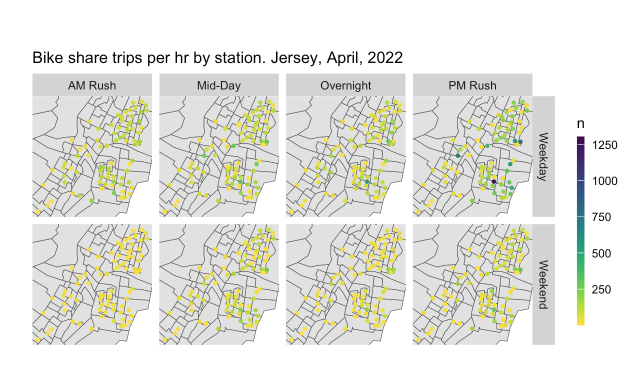 Bike share trips per hr by station. Jersey, April, 2022
AM Rush
Mid-Day
Overnight
PM Rush
Weekday
Weekend
n
1250
1000
750
500
250